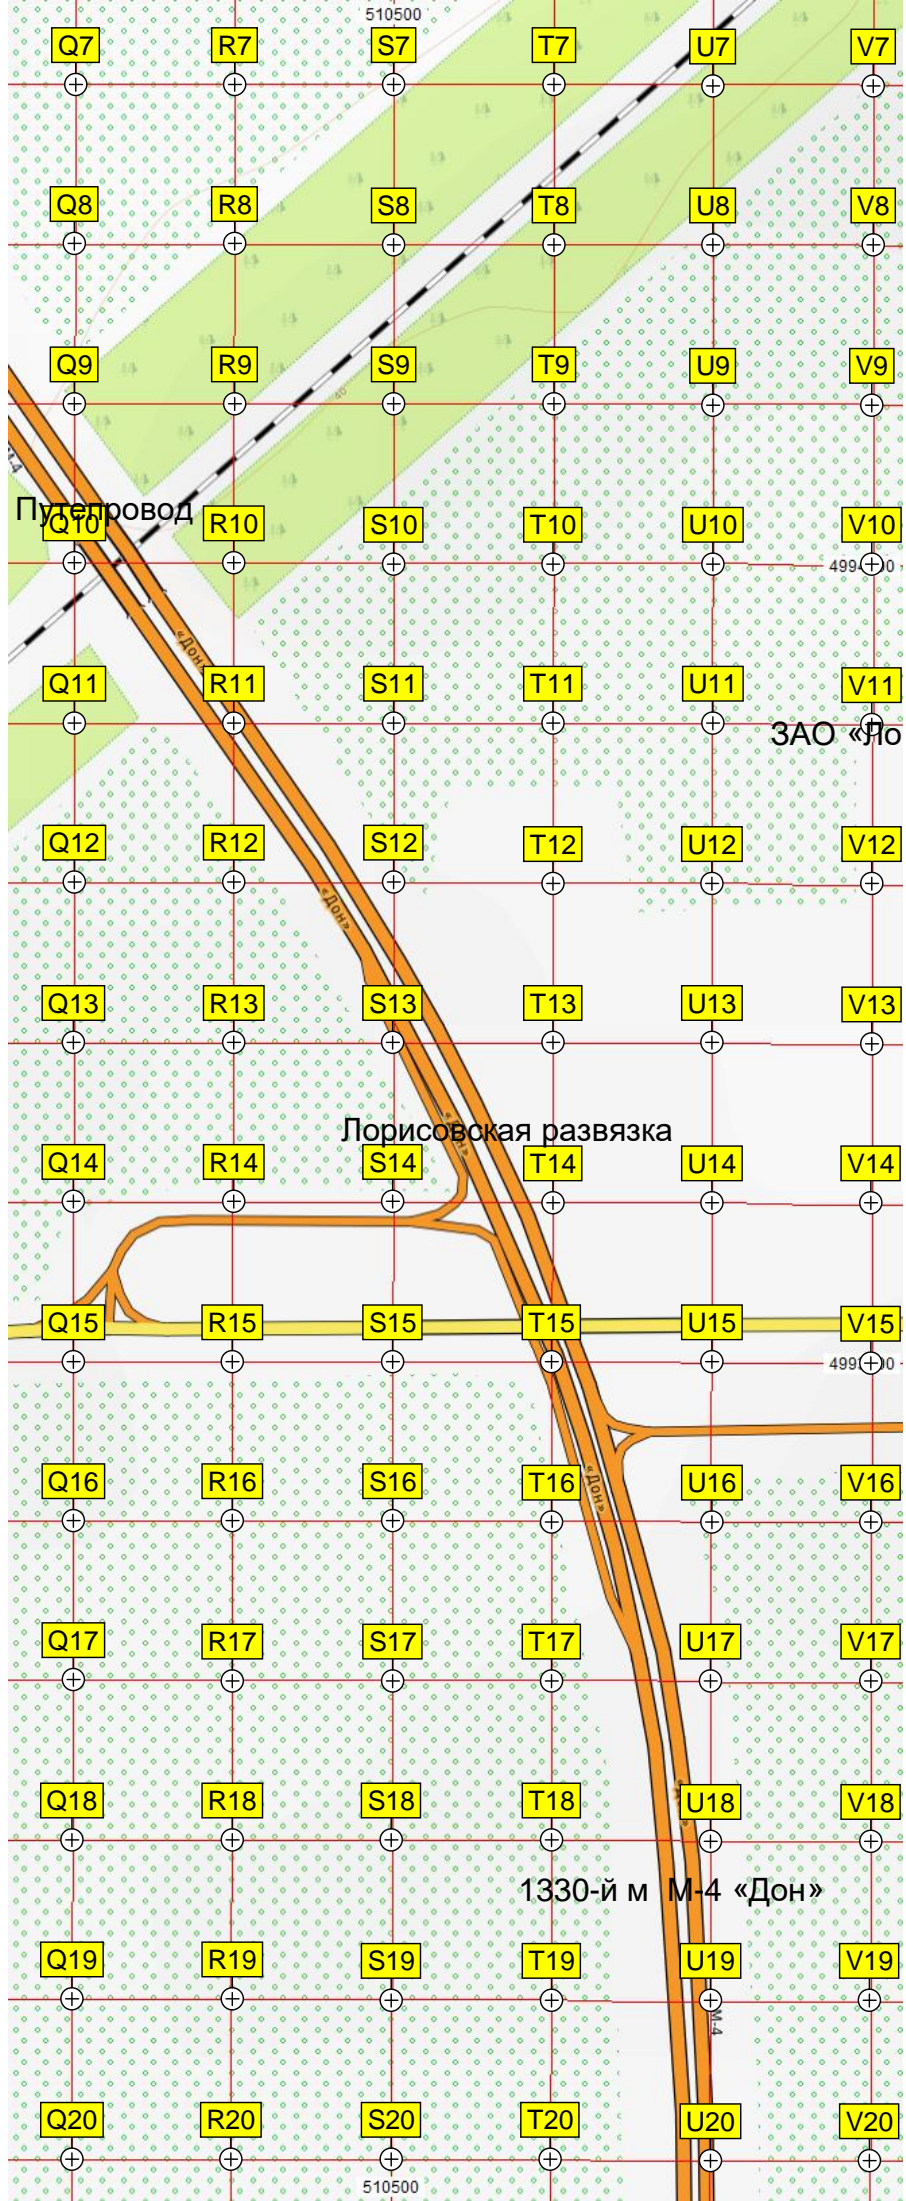 510500
Q7 R7 S7 T7 U7 V7
Q8 R8 S8 T8 U8 V8
Q9 R9 S9 T9 U9 V9
40
М-4
Путепровод
Q10 R10 S10 T10 U10 V10
«Дон»
Q11 R11 S11 T11 U11 V11
ЗАО «Ло
Q12 R12 S12 T12 U12 V12
«Дон»
Q13 R13 S13 T13 U13 V13
Лорисовская развязка
«Дон»
Q14 R14 S14 T14 U14 V14
Q15 R15 S15 T15 U15 V15
Q16 R16 S16 T16 U16 V16
«Дон»
Q17 R17 S17 T17 U17 V17
Q18 R18 S18 T18 U18 V18
1330-й м М-4 «Дон»
Q19 R19 S19 T19 U19 V19
М-4
Q20 R20 S20 T20 U20 V20
510500